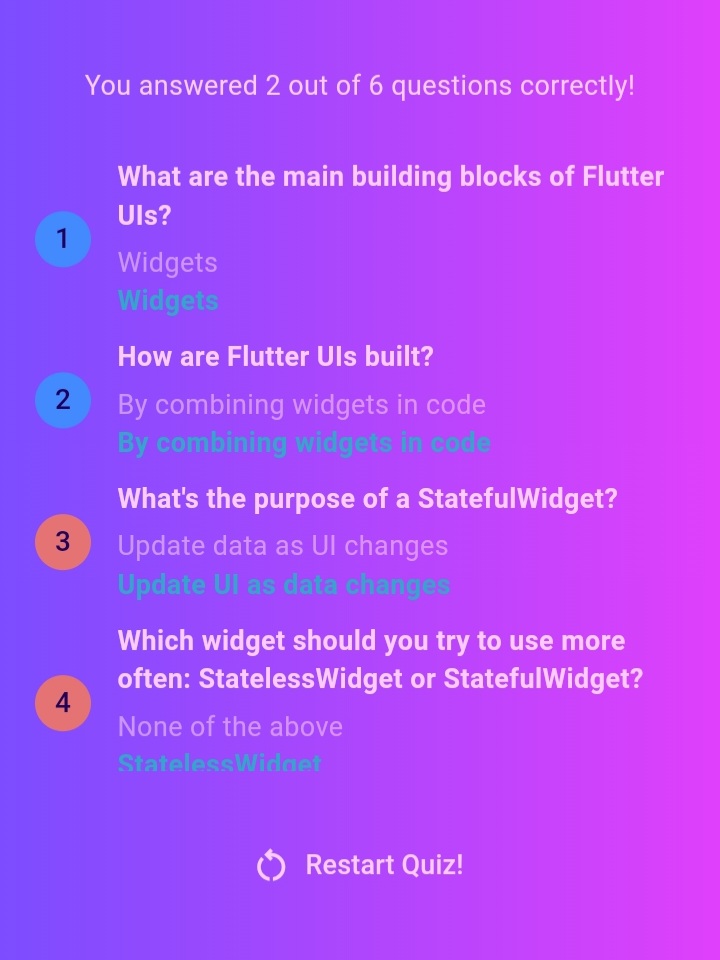 You answered 2 out of 6 questions correctly!
What are the main building blocks of Flutter
UIs?
1
Widgets
Widgets
How are Flutter UIs built?
2
By combining widgets in code
By combining widgets in code
What's the purpose of a StatefulWidget?
3
Update data as UI changes
Update UI as data changes
Which widget should you try to use more
often: StatelessWidget or StatefulWidget?
4
None of the above
StatelessWidget
Restart Quiz!